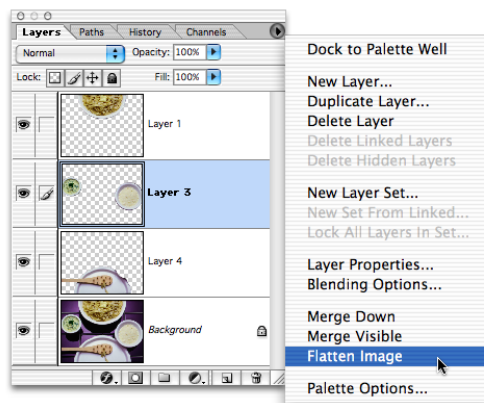 Layers Paths History Channels
Normal Opacity: 100%
Lock: Fill: 100%
Layer 1
Layer 3
Layer 4
Background
Dock to Palette Well
New Layer...
Duplicate Layer...
Delete Layer
Delete Linked Layers
Delete Hidden Layers
New Layer Set...
New Set From Linked...
Lock All Layers In Set...
Layer Properties...
Blending Options...
Merge Down
Merge Visible
Flatten Image
Palette Options...